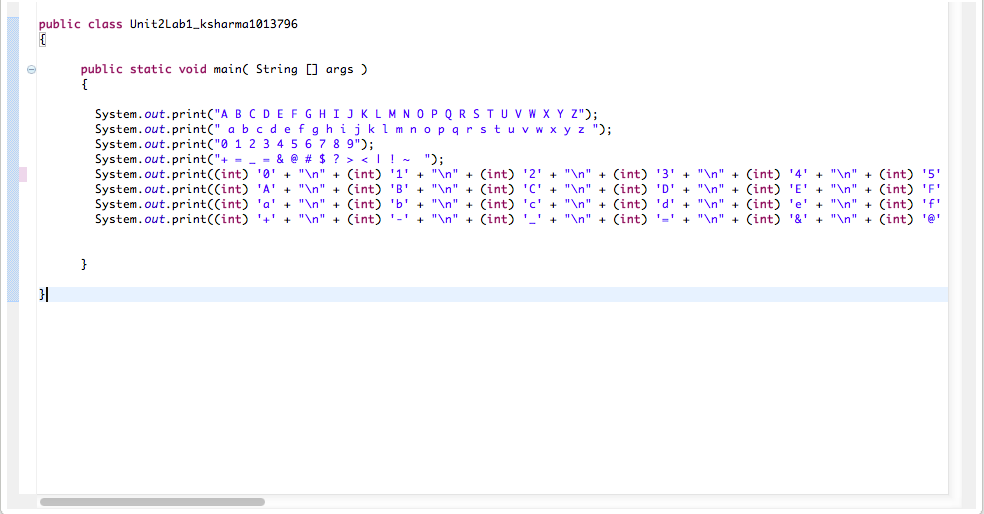 public class Unit2Lab1_ksharma1013796
{
public static void main( String [] args )
{
System.out.print("A B C D E F G H I J K L M N O P Q R S T U V W X Y Z");
System.out.print(" a b c d e f g h i j k l m n o p q r s t u v w x y z ");
System.out.print("0 1 2 3 4 5 6 7 8 9");
System.out.print("+ = _ = & @ # $ ? > < | ! ~  ");
System.out.print((int) '0' + "\n" + (int) '1' + "\n" + (int) '2' + "\n" + (int) '3' + "\n" + (int) '4' + "\n" + (int) '5'
System.out.print((int) 'A' + "\n" + (int) 'B' + "\n" + (int) 'C' + "\n" + (int) 'D' + "\n" + (int) 'E' + "\n" + (int) 'F'
System.out.print((int) 'a' + "\n" + (int) 'b' + "\n" + (int) 'c' + "\n" + (int) 'd' + "\n" + (int) 'e' + "\n" + (int) 'f'
System.out.print((int) '+' + "\n" + (int) '-' + "\n" + (int) '_' + "\n" + (int) '=' + "\n" + (int) '&' + "\n" + (int) '@'
}
}